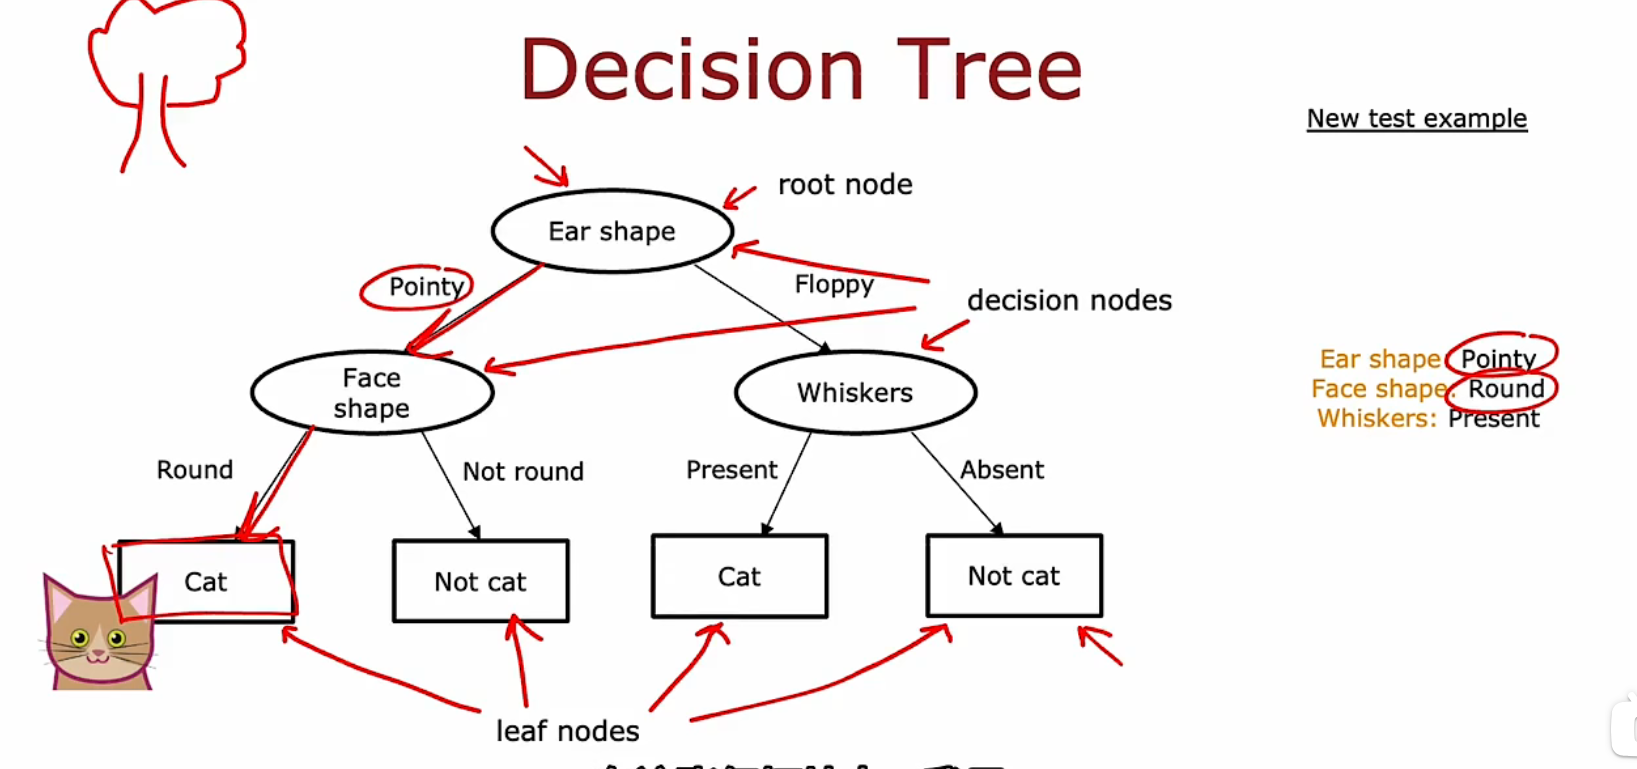 Decision Tree
New test example
root node
Ear shape
Pointy
Floppy
decision nodes
Face
shape
Whiskers
Ear shape Pointy
Face shape: Round
Whiskers: Present
Round
Not round
Present
Absent
Cat
Not cat
Cat
Not cat
leaf nodes